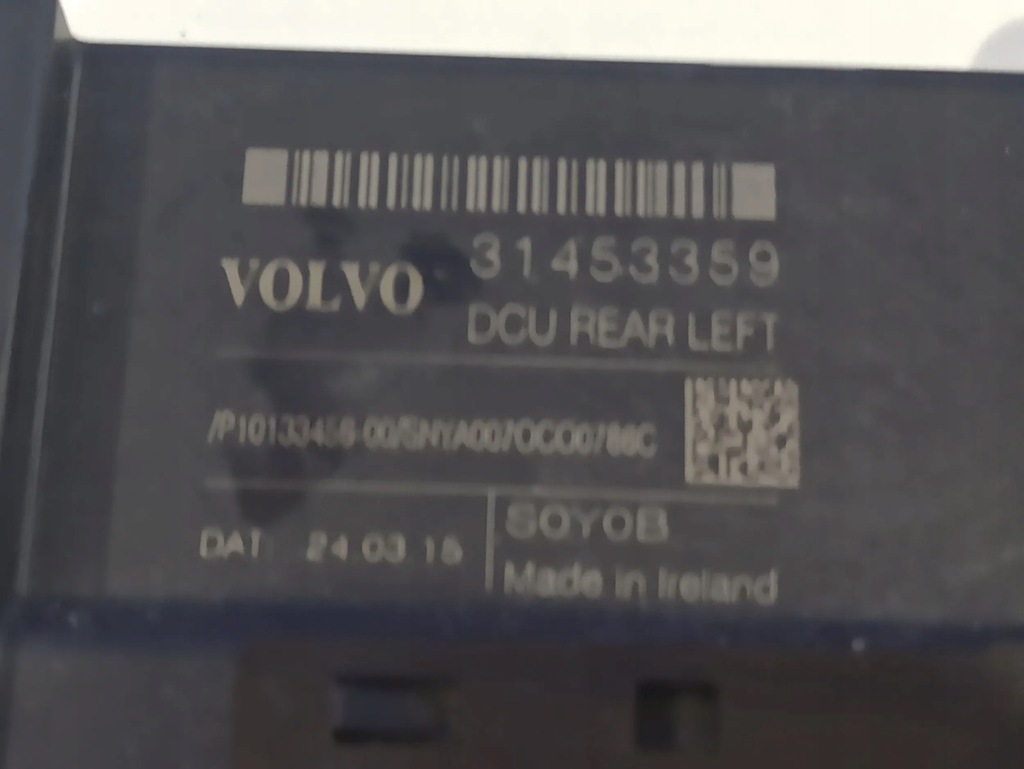 31453359
VOLVO
DCU REAR LEFT
DAT 24.03.15
SOYOB
Made in Ireland